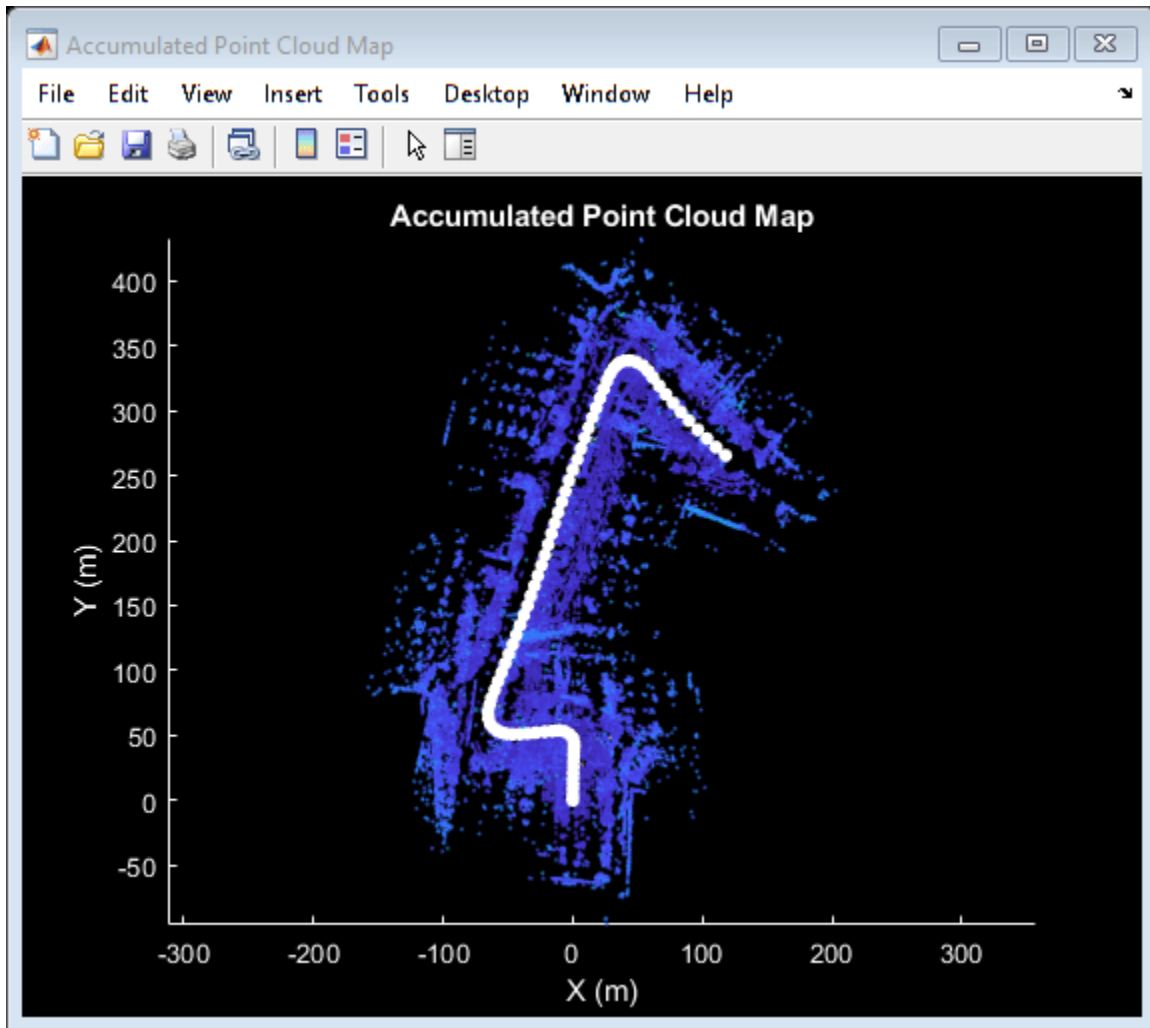 Accumulated Point Cloud Map
File Edit View Insert Tools Desktop Window Help
Accumulated Point Cloud Map
400
350
300
250
200
150
100
50
0
-50
Y (m)
-300 -200 -100 0 100 200 300
X (m)